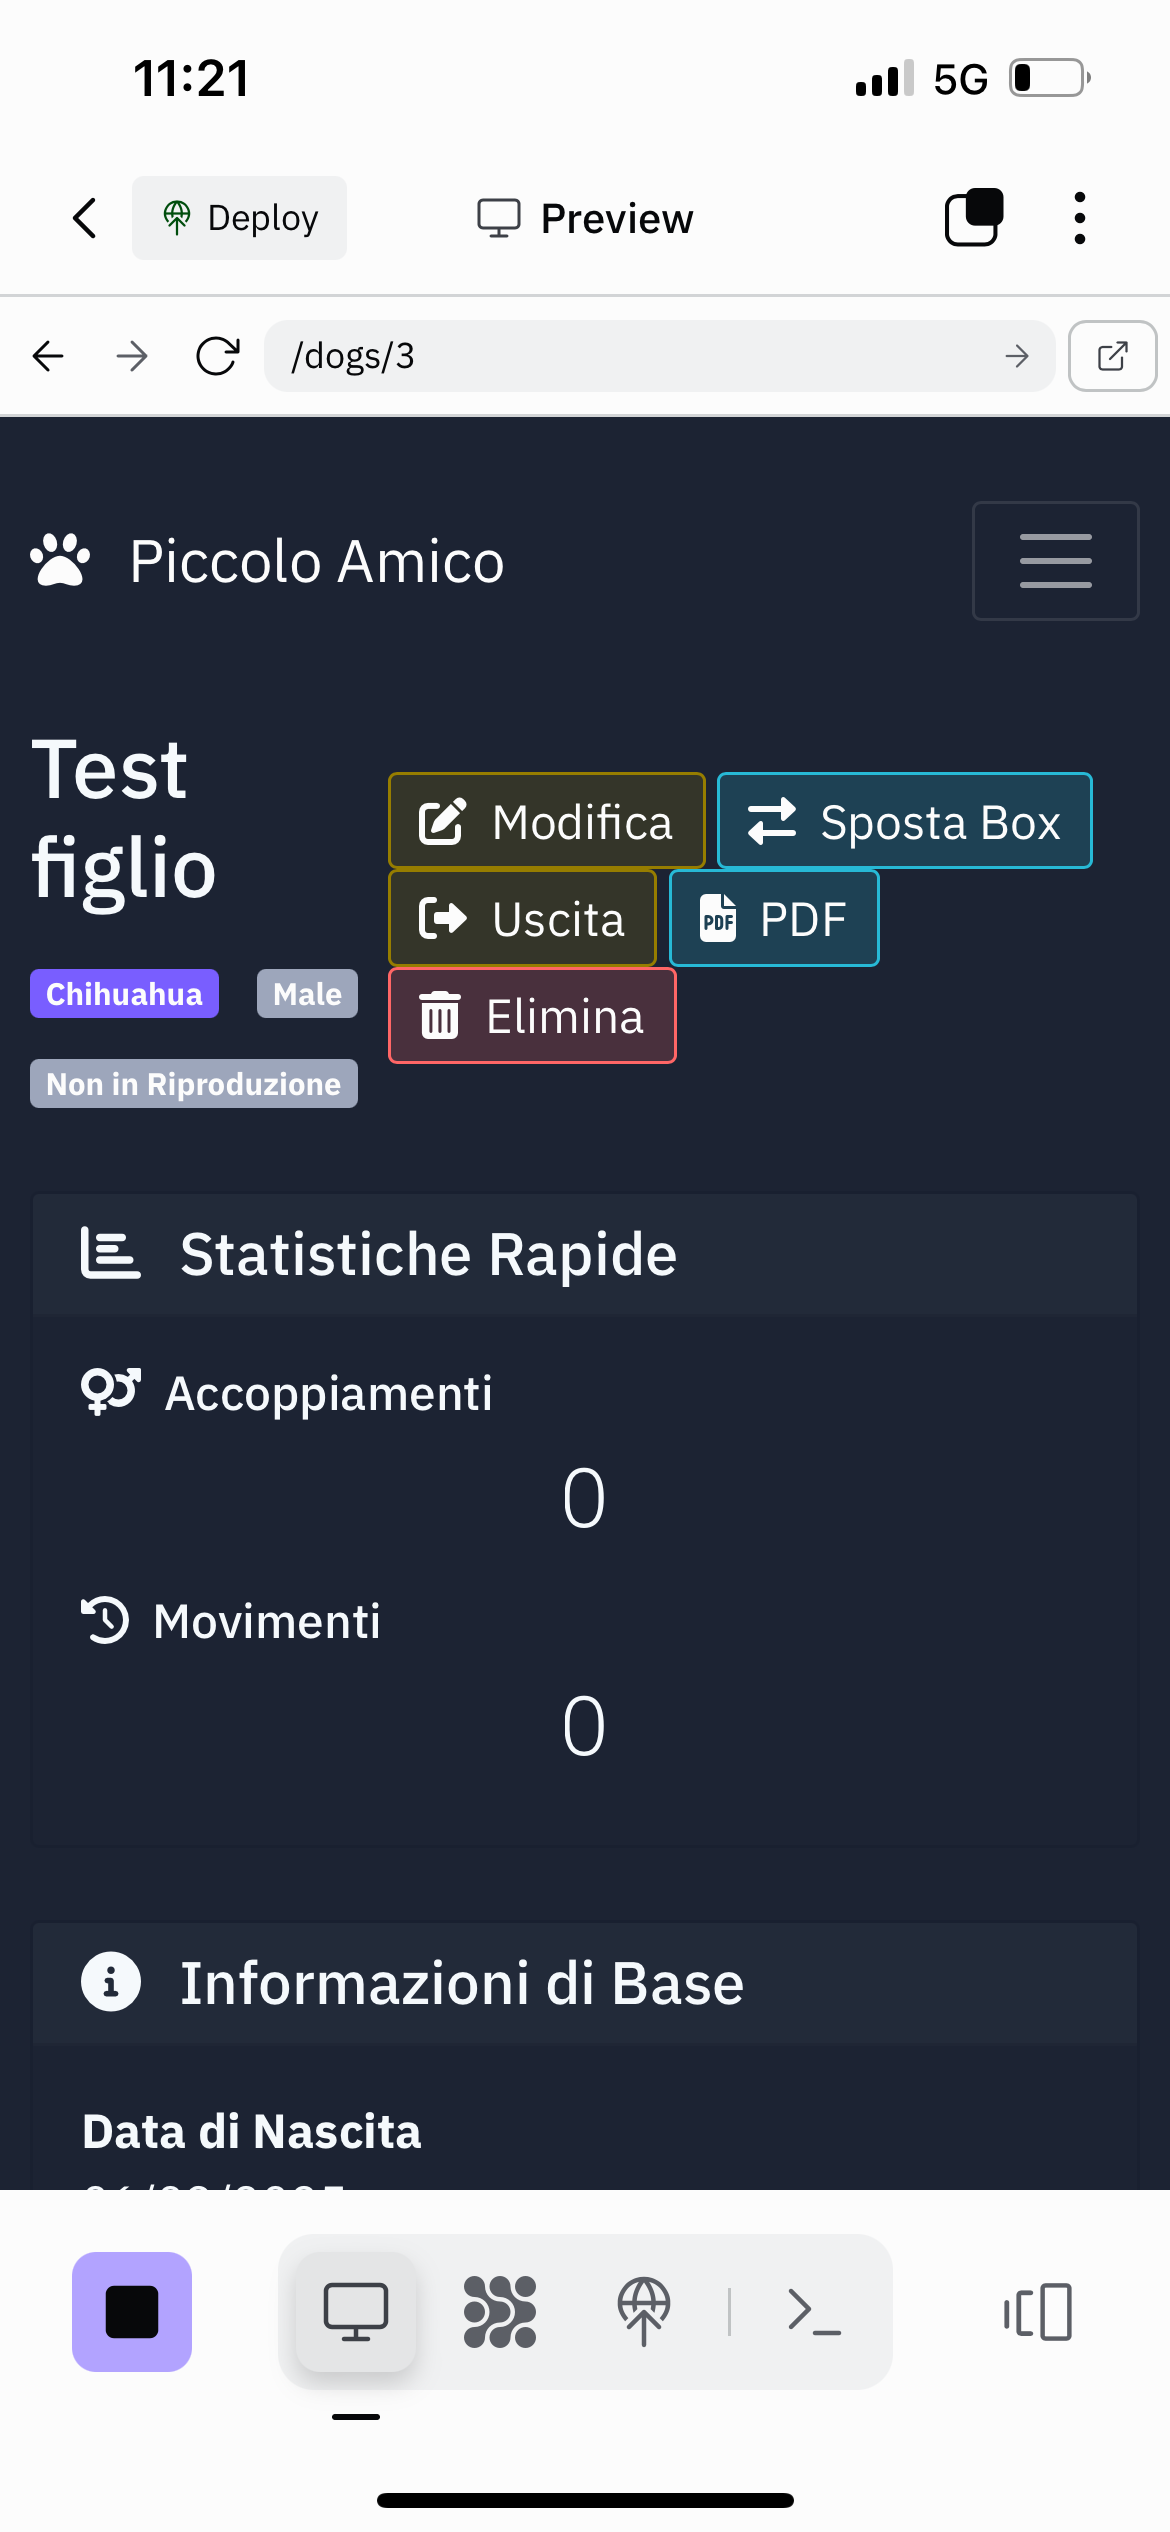 11:21
5G
Deploy
Preview
/dogs/3
Piccolo Amico
Test
figlio
Modifica
Sposta Box
Uscita
PDF
PDF
Elimina
Chihuahua
Male
Non in Riproduzione
Statistiche Rapide
Accoppiamenti
0
Movimenti
0
Informazioni di Base
Data di Nascita